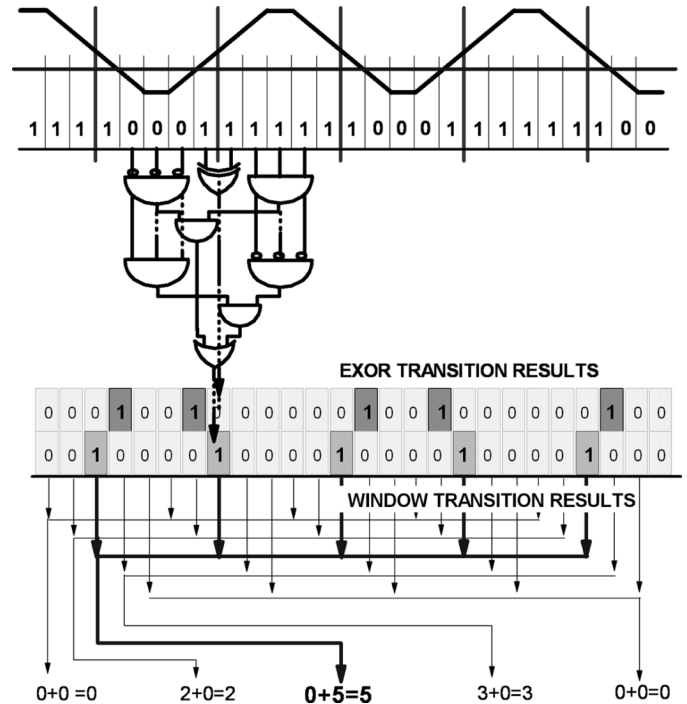 1 1 1 1 0 0 0 1 1 1 1 1 1 1 0 0 0 1 1 1 1 1 1 1 0 0
EXOR TRANSITION RESULTS
0 0 0 1 0 0 1 0 0 0 0 0 0 1 0 0 1 0 0 0 0 0 0 1 0 0
0 0 1 0 0 0 0 1 0 0 0 0 1 0 0 0 0 1 0 0 0 0 1 0 0 0
WINDOW TRANSITION RESULTS
0+0 =0 2+0=2 0+5=5 3+0=3 0+0=0